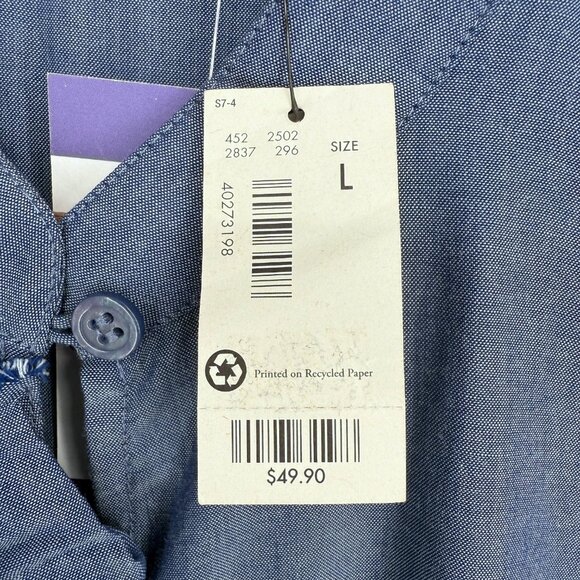 S7-4
452 2502
2837 296
SIZE
L
40273198
Printed on Recycled Paper
$49.90